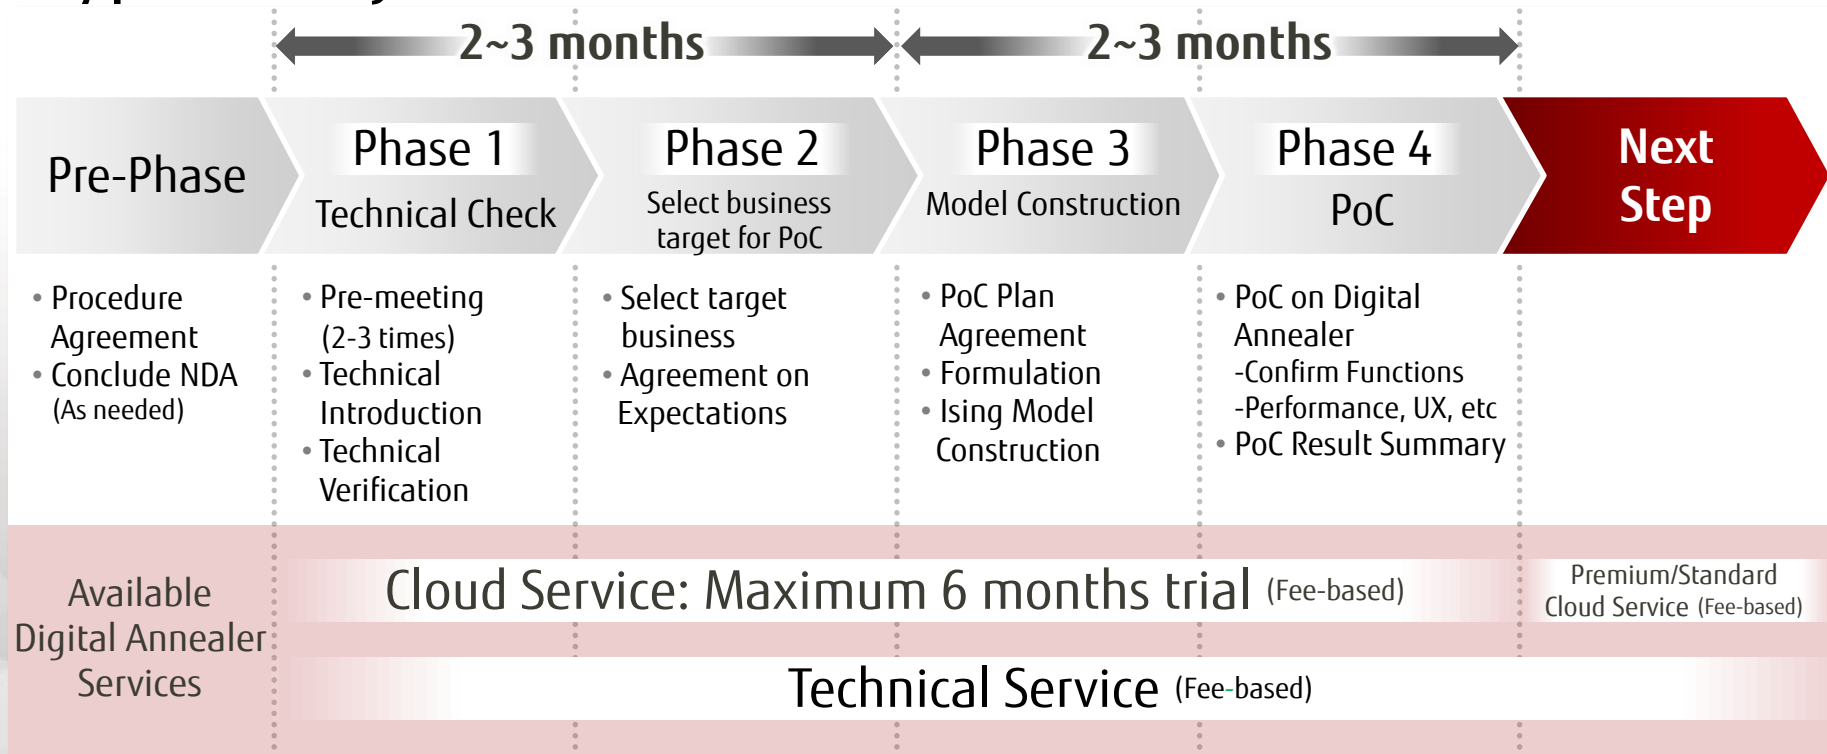 2~3 months
2~3 months
Pre-Phase
Phase 1
Technical Check
Phase 2
Select business
target for PoC
Phase 3
Model Construction
Phase 4
PoC
Next
Step
• Procedure
Agreement
• Conclude NDA
(As needed)
• Pre-meeting
(2-3 times)
• Technical
Introduction
• Technical
Verification
• Select target
business
• Agreement on
Expectations
• PoC Plan
Agreement
• Formulation
• Ising Model
Construction
• PoC on Digital
Annealer
-Confirm Functions
-Performance, UX, etc
• PoC Result Summary
Available
Digital Annealer
Services
Cloud Service: Maximum 6 months trial (Fee-based)
Premium/Standard
Cloud Service (Fee-based)
Technical Service (Fee-based)